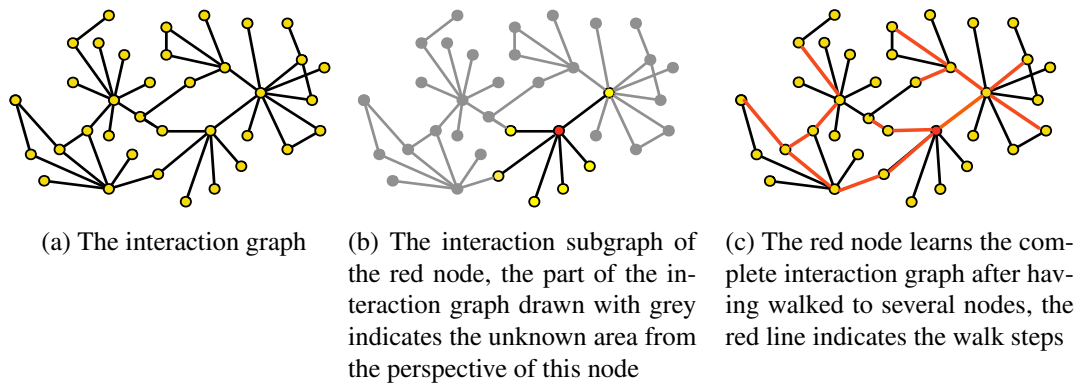 (a) The interaction graph
(b) The interaction subgraph of
the red node, the part of the in-
teraction graph drawn with grey
indicates the unknown area from
the perspective of this node
(c) The red node learns the com-
plete interaction graph after hav-
ing walked to several nodes, the
red line indicates the walk steps